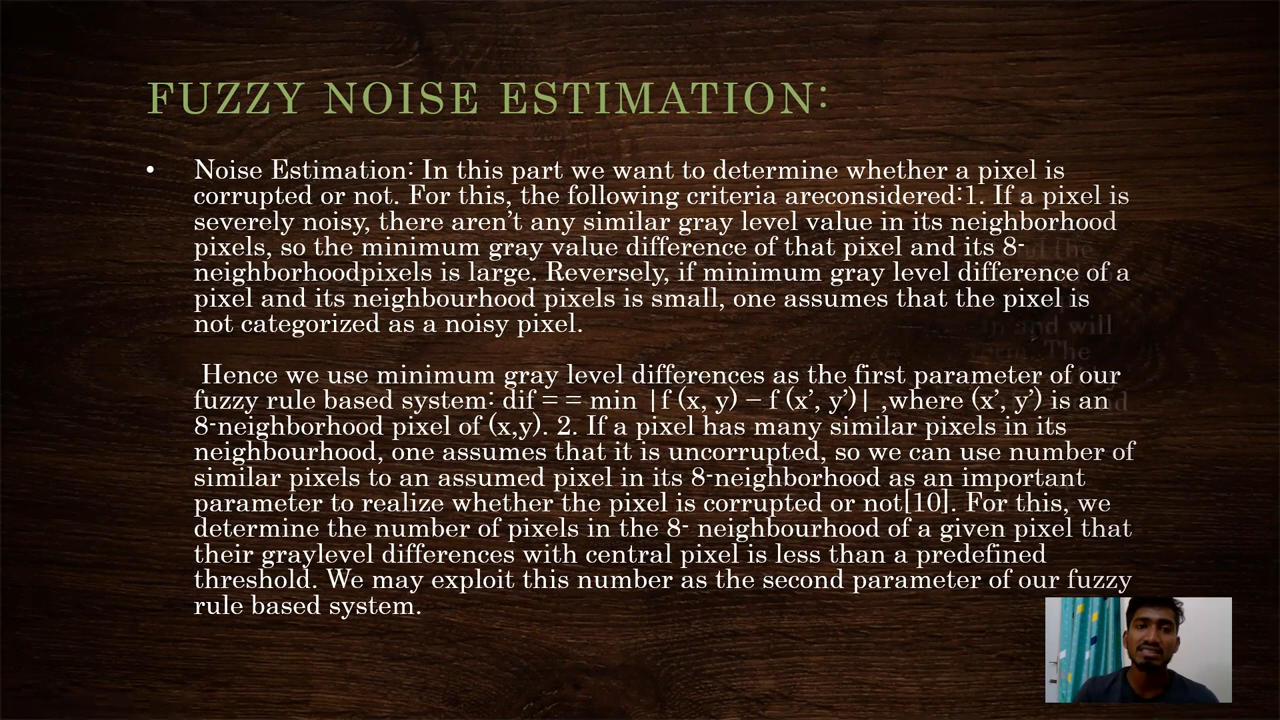 FUZZY NOISE ESTIMATION:
• Noise Estimation: In this part we want to determine whether a pixel is
corrupted or not. For this, the following criteria areconsidered:1. If a pixel is
severely noisy, there aren’t any similar gray level value in its neighborhood
pixels, so the minimum gray value difference of that pixel and its 8-
neighborhoodpixels is large. Reversely, if minimum gray level difference of a
pixel and its neighbourhood pixels is small, one assumes that the pixel is
not categorized as a noisy pixel.
Hence we use minimum gray level differences as the first parameter of our
fuzzy rule based system: dif = = min |f (x, y) – f (x’, y’)| ,where (x’, y’) is an
8-neighborhood pixel of (x,y). 2. If a pixel has many similar pixels in its
neighbourhood, one assumes that it is uncorrupted, so we can use number of
similar pixels to an assumed pixel in its 8-neighborhood as an important
parameter to realize whether the pixel is corrupted or not[10]. For this, we
determine the number of pixels in the 8- neighbourhood of a given pixel that
their graylevel differences with central pixel is less than a predefined
threshold. We may exploit this number as the second parameter of our fuzzy
rule based system.